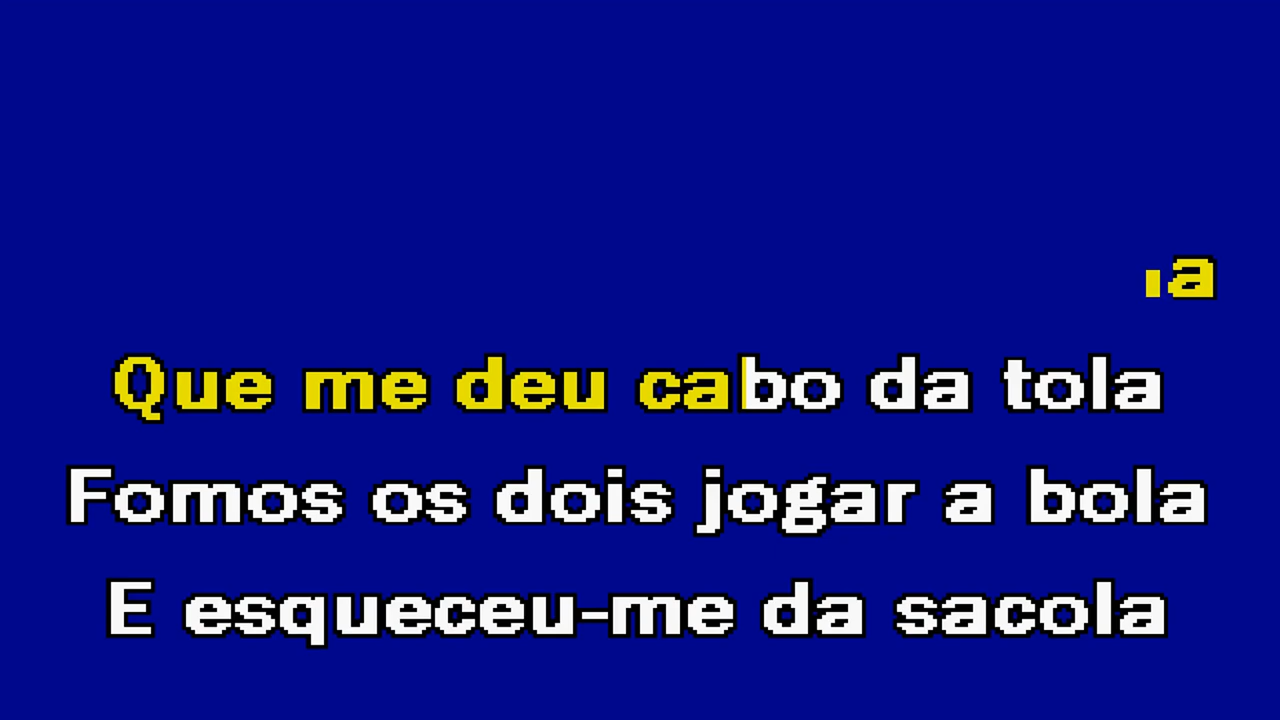 a
Que me deu cabo da tola
Fomos os dois jogar a bola
E esqueceu-me da sacola